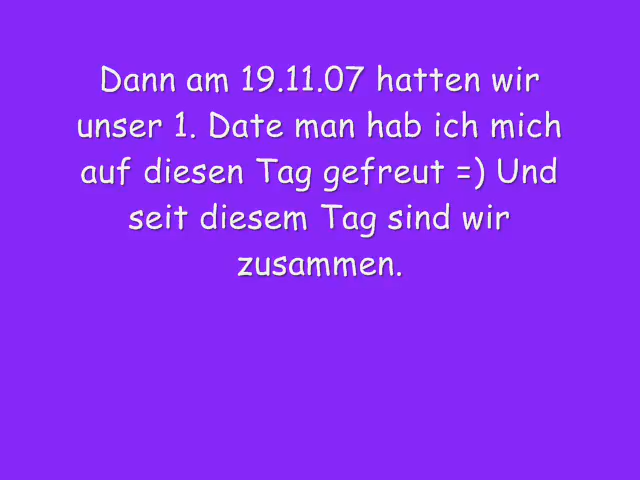 Dann am 19.11.07 hatten wir
unser 1. Date man hab ich mich
auf diesen Tag gefreut =) Und
seit diesem Tag sind wir
zusammen.